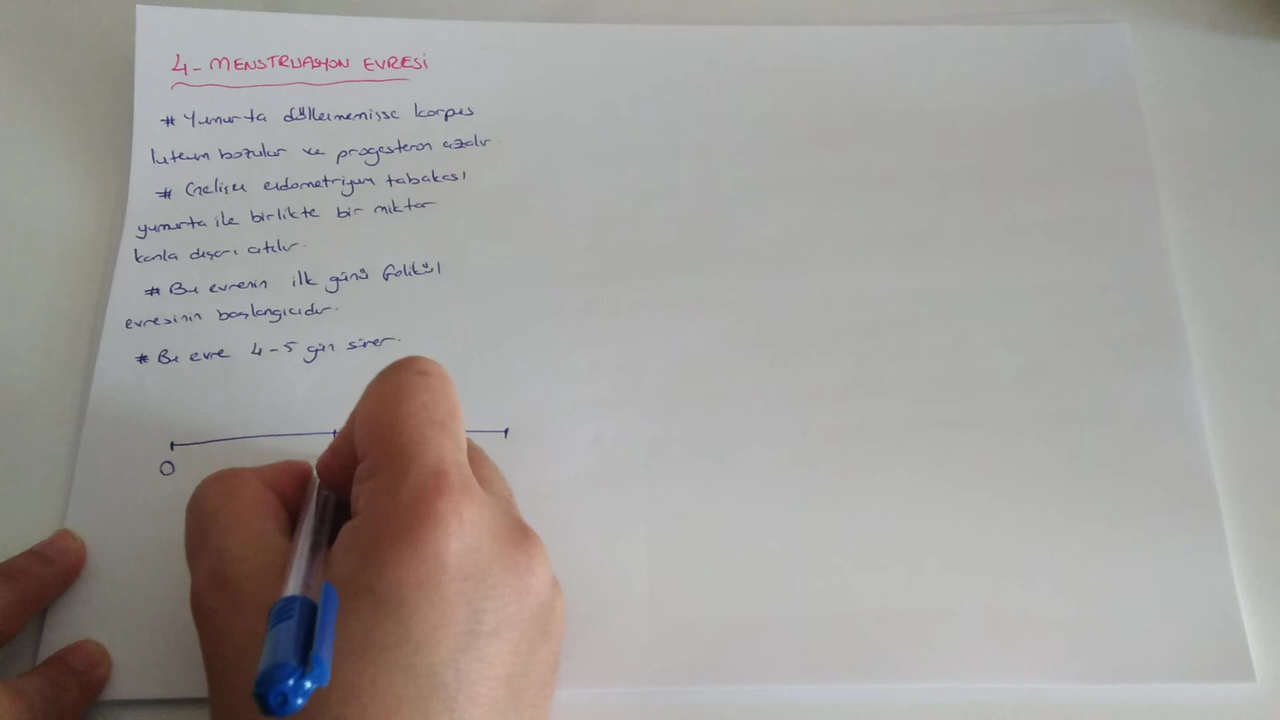 4- MENSTRUASYON EVRESİ
# Yumurta döllenmemişse korpus
luteum bozulur ve progesteron azalır.
# Gelişen endometriyum tabakası
yumurta ile birlikte bir miktar
kanla dışarı atılır.
# Bu evrenin ilk günü folikül
evresinin başlangıcıdır.
# Bu evre 4-5 gün sürer.
0